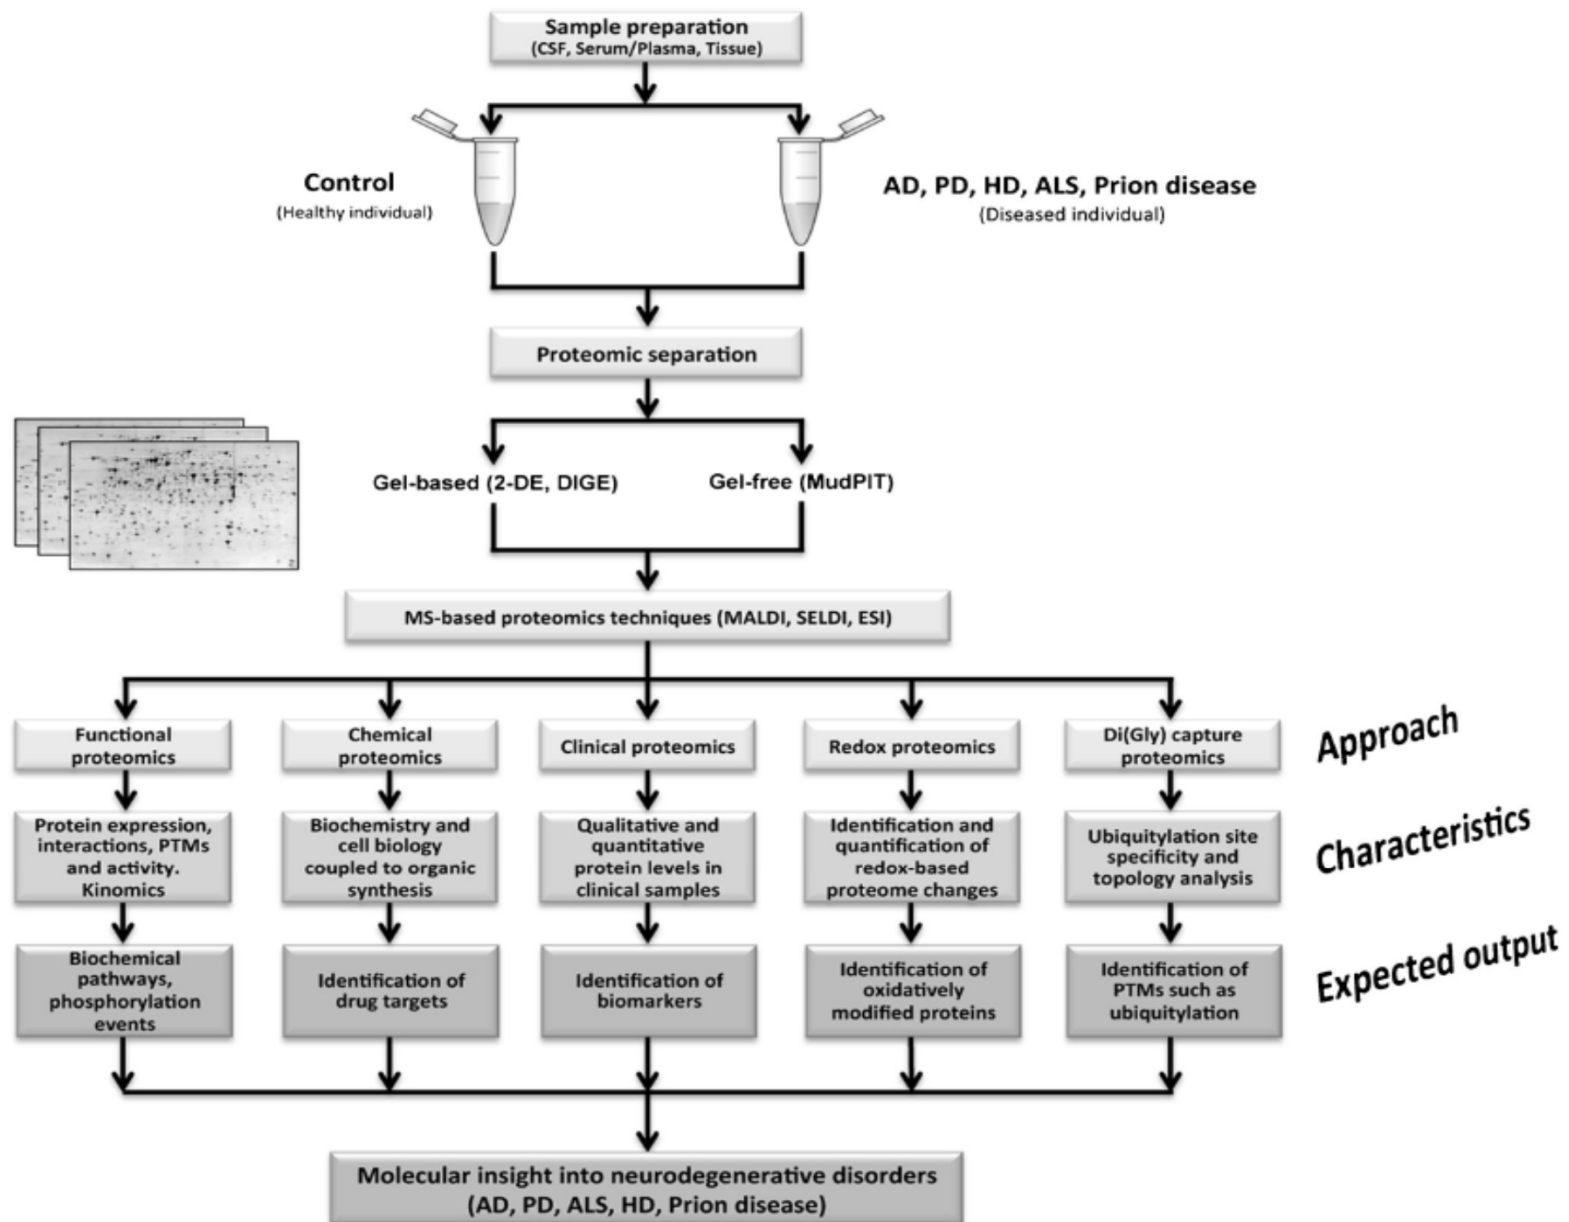 Sample preparation
(CSF, Serum/Plasma, Tissue)
Control
(Healthy individual)
AD, PD, HD, ALS, Prion disease
(Diseased individual)
Proteomic separation
Gel-based (2-DE, DIGE)
Gel-free (MudPIT)
MS-based proteomics techniques (MALDI, SELDI, ESI)
Functional
proteomics
Chemical
proteomics
Clinical proteomics
Redox proteomics
Di(Gly) capture
proteomics
Approach
Protein expression,
interactions, PTMs
and activity.
Kinomics
Biochemistry and
cell biology
coupled to organic
synthesis
Qualitative and
quantitative
protein levels in
clinical samples
Identification and
quantification of
redox-based
proteome changes
Ubiquitylation site
specificity and
topology analysis
Characteristics
Biochemical
pathways,
phosphorylation
events
Identification of
drug targets
Identification of
biomarkers
Identification of
oxidatively
modified proteins
Identification of
PTMs such as
ubiquitylation
Expected output
Molecular insight into neurodegenerative disorders
(AD, PD, ALS, HD, Prion disease)